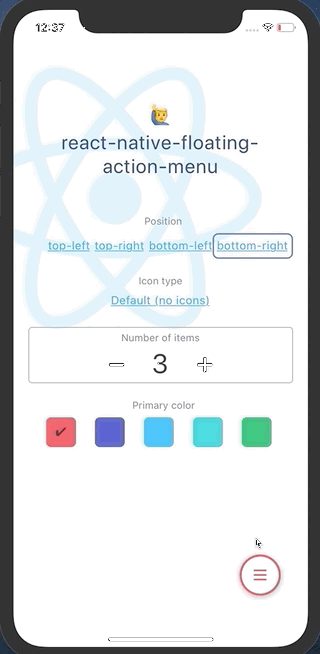 12:37
react-native-floating-
action-menu
Position
top-left top-right bottom-left bottom-right
Icon type
Default (no icons)
Number of items
3
Primary color